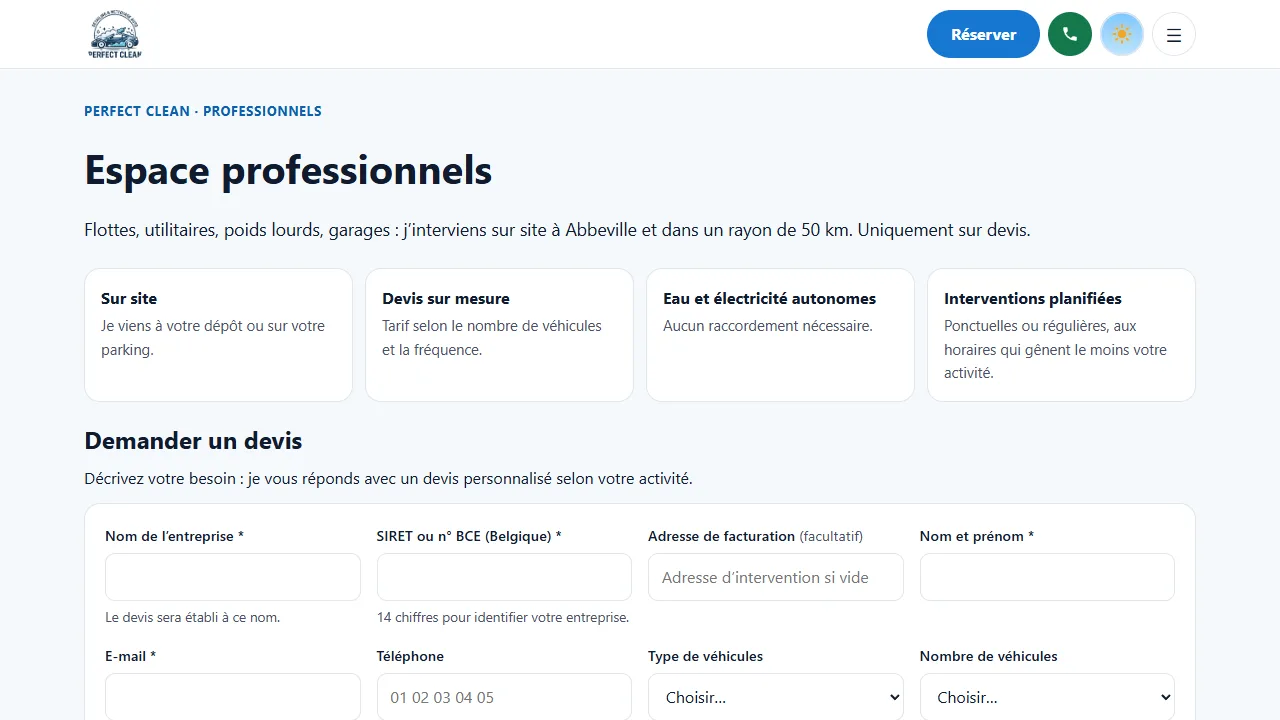 PERFECT CLEAN
Réserver
PERFECT CLEAN · PROFESSIONNELS
Espace professionnels
Flottes, utilitaires, poids lourds, garages : j’interviens sur site à Abbeville et dans un rayon de 50 km. Uniquement sur devis.
Sur site
Je viens à votre dépôt ou sur votre
parking.
Devis sur mesure
Tarif selon le nombre de véhicules
et la fréquence.
Eau et électricité autonomes
Aucun raccordement nécessaire.
Interventions planifiées
Ponctuelles ou régulières, aux
horaires qui gênent le moins votre
activité.
Demander un devis
Décrivez votre besoin : je vous réponds avec un devis personnalisé selon votre activité.
Nom de l’entreprise *
Le devis sera établi à ce nom.
SIRET ou n° BCE (Belgique) *
14 chiffres pour identifier votre entreprise.
Adresse de facturation (facultatif)
Adresse d’intervention si vide
Nom et prénom *
E-mail *
Téléphone
01 02 03 04 05
Type de véhicules
Choisir...
Nombre de véhicules
Choisir...